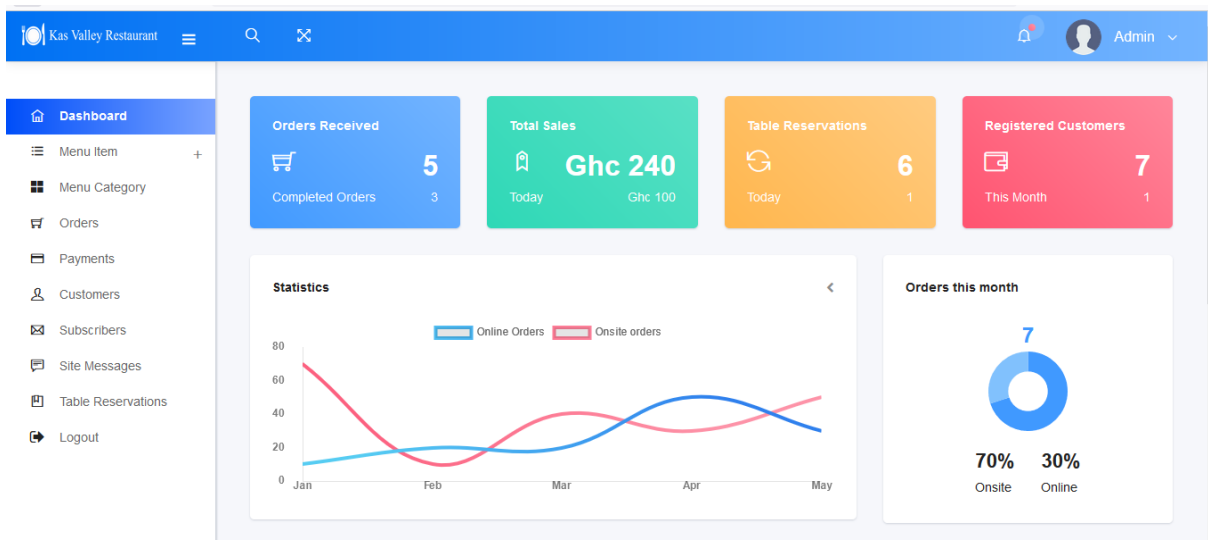 Kas Valley Restaurant
Admin
Dashboard
Menu Item
+
Menu Category
Orders
Payments
Customers
Subscribers
Site Messages
Table Reservations
Logout
Orders Received
5
Completed Orders 3
Total Sales
Ghc 240
Today Ghc 100
Table Reservations
6
Today 1
Registered Customers
7
This Month 1
Statistics
Online Orders Onsite orders
80
60
40
20
0
Jan Feb Mar Apr May
Orders this month
7
70% 30%
Onsite Online